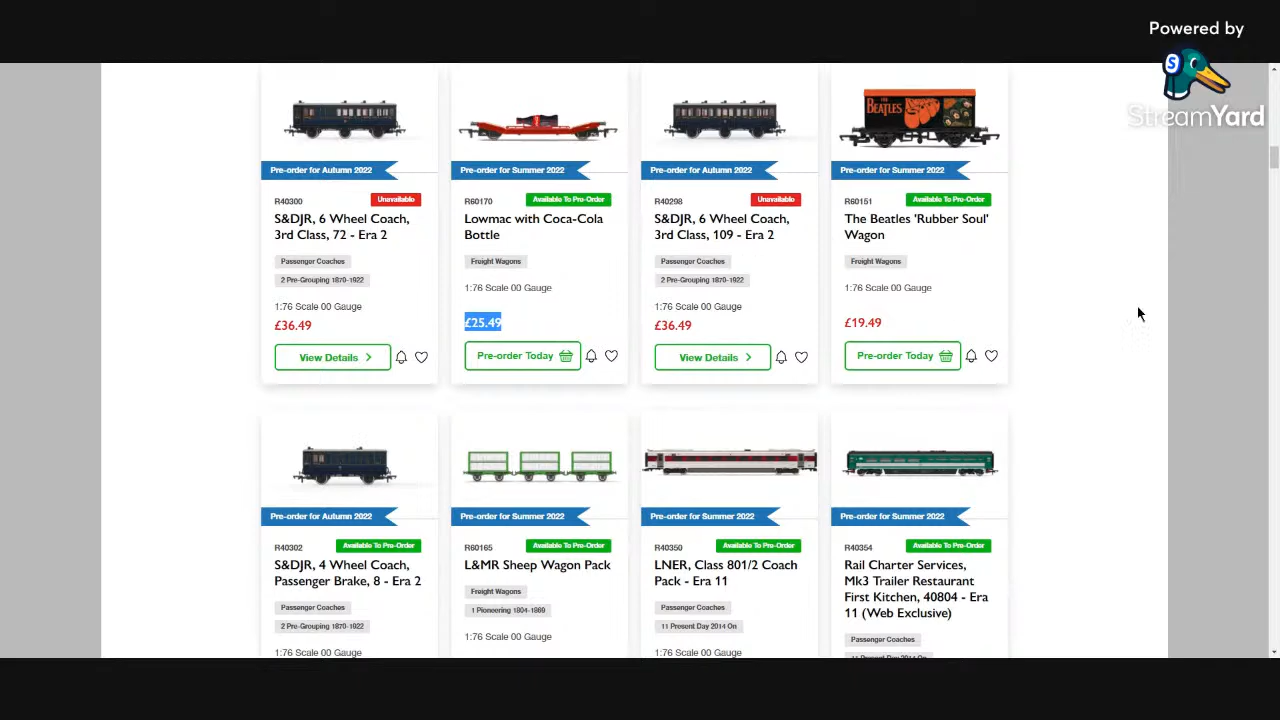 Powered by
StreamYard
THE BEATLES
Pre-order for Autumn 2022
R40300
Unavailable
S&DJR, 6 Wheel Coach,
3rd Class, 72 - Era 2
Passenger Coaches
2 Pre-Grouping 1870-1922
1:76 Scale 00 Gauge
£36.49
View Details
Pre-order for Summer 2022
R60170
Available To Pre-Order
Lowmac with Coca-Cola
Bottle
Freight Wagons
1:76 Scale 00 Gauge
£25.49
Pre-order Today
Pre-order for Autumn 2022
R40298
Unavailable
S&DJR, 6 Wheel Coach,
3rd Class, 109 - Era 2
Passenger Coaches
2 Pre-Grouping 1870-1922
1:76 Scale 00 Gauge
£36.49
View Details
Pre-order for Summer 2022
R60151
Available To Pre-Order
The Beatles 'Rubber Soul'
Wagon
Freight Wagons
1:76 Scale 00 Gauge
£19.49
Pre-order Today
Pre-order for Autumn 2022
R40302
Available To Pre-Order
S&DJR, 4 Wheel Coach,
Passenger Brake, 8 - Era 2
Passenger Coaches
2 Pre-Grouping 1870-1922
1:76 Scale 00 Gauge
Pre-order for Summer 2022
R60165
Available To Pre-Order
L&MR Sheep Wagon Pack
Freight Wagons
1 Pioneering 1804-1869
1:76 Scale 00 Gauge
Pre-order for Summer 2022
R40350
Available To Pre-Order
LNER, Class 801/2 Coach
Pack - Era 11
Passenger Coaches
11 Present Day 2014 On
1:76 Scale 00 Gauge
Pre-order for Summer 2022
R40354
Available To Pre-Order
Rail Charter Services,
Mk3 Trailer Restaurant
First Kitchen, 40804 - Era
11 (Web Exclusive)
Passenger Coaches
11 Present Day 2014 On